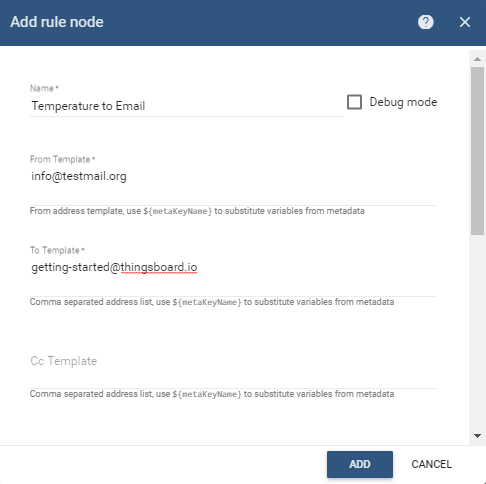 Add rule node
Name*
Temperature to Email
Debug mode
From Template*
info@testmail.org
From address template, use ${metaKeyName} to substitute variables from metadata
To Template*
getting-started@thingsboard.io
Comma separated address list, use ${metaKeyName} to substitute variables from metadata
Cc Template
Comma separated address list, use ${metaKeyName} to substitute variables from metadata
ADD CANCEL